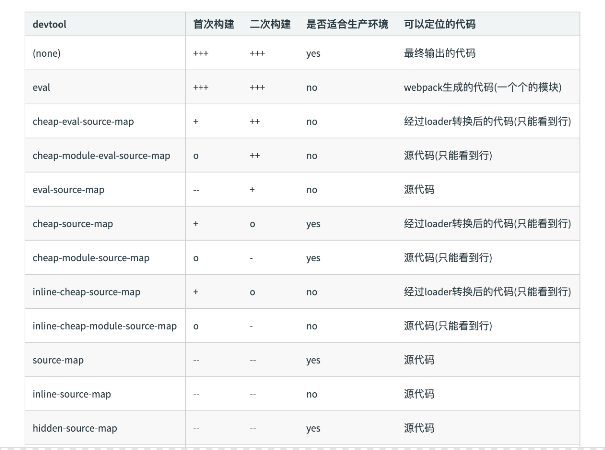 devtool 首次构建 二次构建 是否适合生产环境 可以定位的代码
(none) +++ +++ yes 最终输出的代码
eval +++ +++ no webpack生成的代码(一个个的模块)
cheap-eval-source-map + ++ no 经过loader转换后的代码(只能看到行)
cheap-module-eval-source-map o ++ no 源代码(只能看到行)
eval-source-map -- + no 源代码
cheap-source-map + o yes 经过loader转换后的代码(只能看到行)
cheap-module-source-map o - yes 源代码(只能看到行)
inline-cheap-source-map + o no 经过loader转换后的代码(只能看到行)
inline-cheap-module-source-map o - no 源代码(只能看到行)
source-map -- -- yes 源代码
inline-source-map -- -- no 源代码
hidden-source-map -- -- yes 源代码